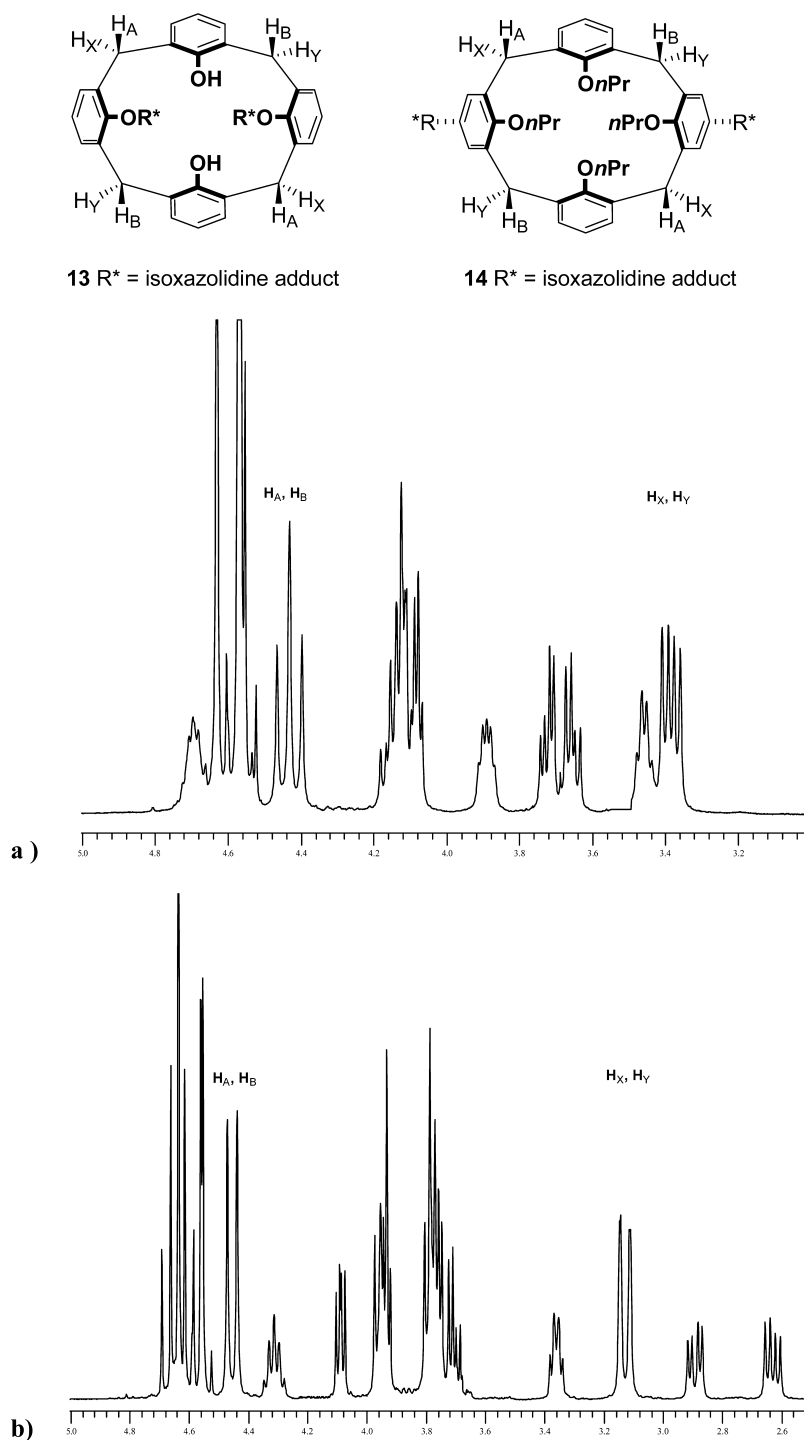 H_A H_B H_A H_B
H_X H_Y H_X H_Y
OH OnPr
OR* R*O *R OnPr nPrO R*
OH OnPr
H_Y H_X H_Y H_X
H_B H_A H_B H_A
13 R* = isoxazolidine adduct 14 R* = isoxazolidine adduct
H_A, H_B H_X, H_Y
a )
5.0 4.8 4.6 4.4 4.2 4.0 3.8 3.6 3.4 3.2
H_A, H_B H_X, H_Y
b)
5.0 4.8 4.6 4.4 4.2 4.0 3.8 3.6 3.4 3.2 3.0 2.8 2.6